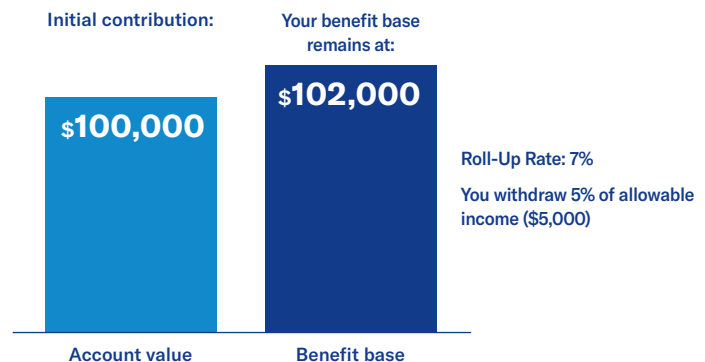 Initial contribution:
Your benefit base
remains at:
$100,000
$102,000
Roll-Up Rate: 7%
You withdraw 5% of allowable
income ($5,000)
Account value
Benefit base